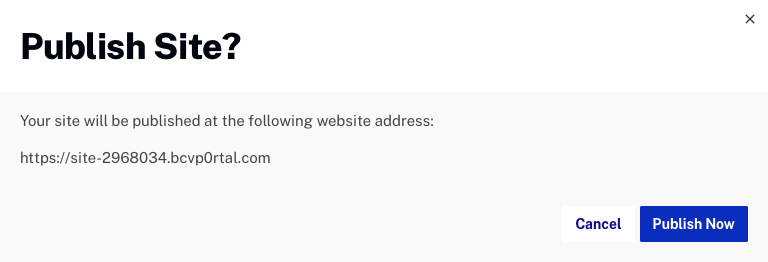 Publish Site?
Your site will be published at the following website address:
https://site-2968034.bcvp0rtal.com
Cancel
Publish Now